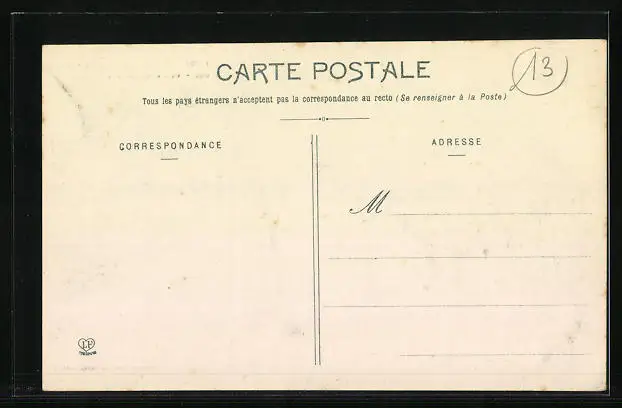 CARTE POSTALE
13
Tous les pays étrangers n'acceptent pas la correspondance au recto (Se renseigner à la Poste)
CORRESPONDANCE
ADRESSE
M
LP